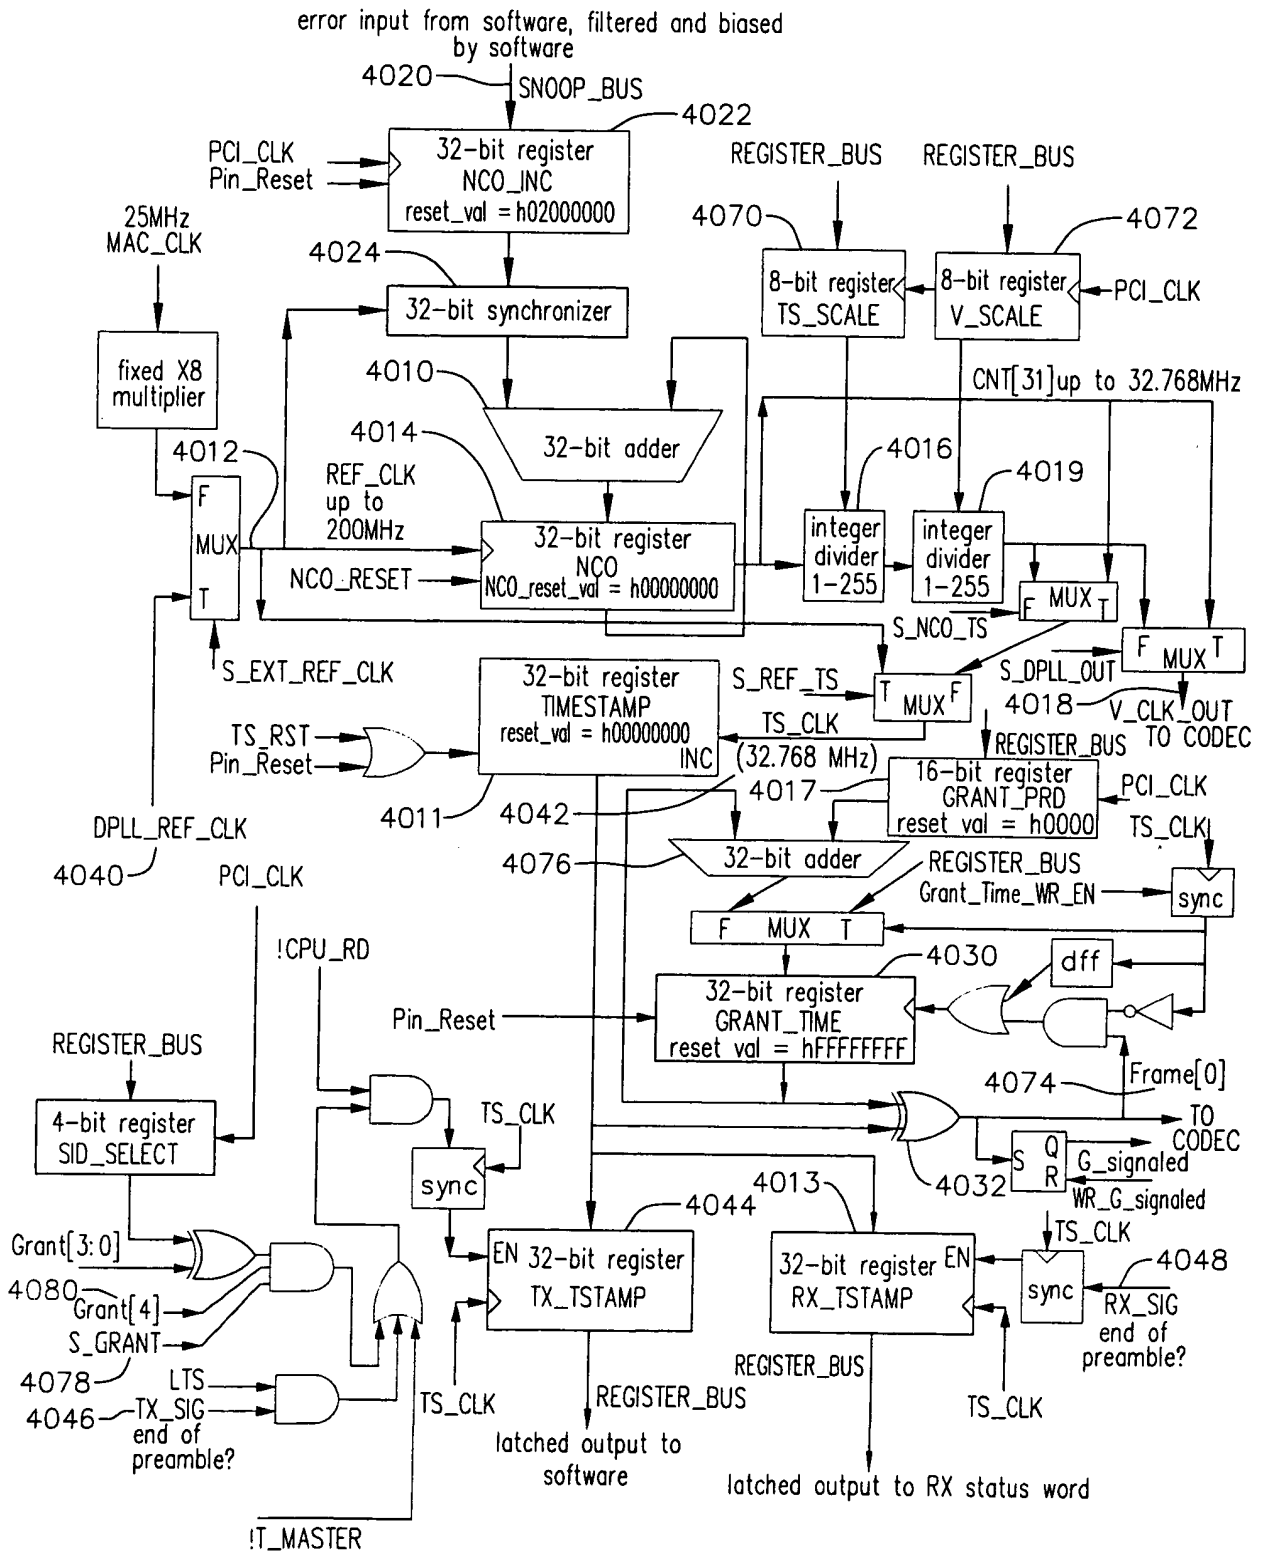 error input from software, filtered and biased
by software
4020
SNOOP_BUS
4022
PCI_CLK
Pin_Reset
32-bit register
NCO_INC
reset_val = h02000000
REGISTER_BUS
REGISTER_BUS
4070
4072
25MHz
MAC_CLK
4024
8-bit register
TS_SCALE
8-bit register
V_SCALE
PCI_CLK
32-bit synchronizer
fixed X8
multiplier
4010
CNT[31]up to 32.768MHz
4014
32-bit adder
4016
4019
4012
REF_CLK
up to
200MHz
F
MUX
T
32-bit register
NCO
NCO_reset_val = h00000000
NCO_RESET
integer
divider
1-255
integer
divider
1-255
F MUX T
S_NCO_TS
F MUX T
S_DPLL_OUT
S_EXT_REF_CLK
32-bit register
TIMESTAMP
reset_val = h00000000
INC
S_REF_TS
T MUX F
4018
V_CLK_OUT
TO CODEC
TS_RST
Pin_Reset
TS_CLK
(32.768 MHz)
REGISTER_BUS
4011
4042
4017
16-bit register
GRANT_PRD
reset val = h0000
PCI_CLK
TS_CLK
DPLL_REF_CLK
4040
PCI_CLK
4076
32-bit adder
REGISTER_BUS
Grant_Time_WR_EN
sync
F MUX T
!CPU_RD
4030
dff
Pin_Reset
32-bit register
GRANT_TIME
reset val = hFFFFFFFF
REGISTER_BUS
4074
Frame[0]
4-bit register
SID_SELECT
TS_CLK
TO
CODEC
sync
S Q
R
G_signaled
WR_G_signaled
4032
4013
4044
Grant[3:0]
TS_CLK
EN 32-bit register
TX_TSTAMP
32-bit register EN
RX_TSTAMP
sync
4048
RX_SIG
end of
preamble?
4080
Grant[4]
S_GRANT
4078
LTS
4046
TX_SIG
end of
preamble?
TS_CLK
REGISTER_BUS
REGISTER_BUS
TS_CLK
latched output to
software
latched output to RX status word
!T_MASTER